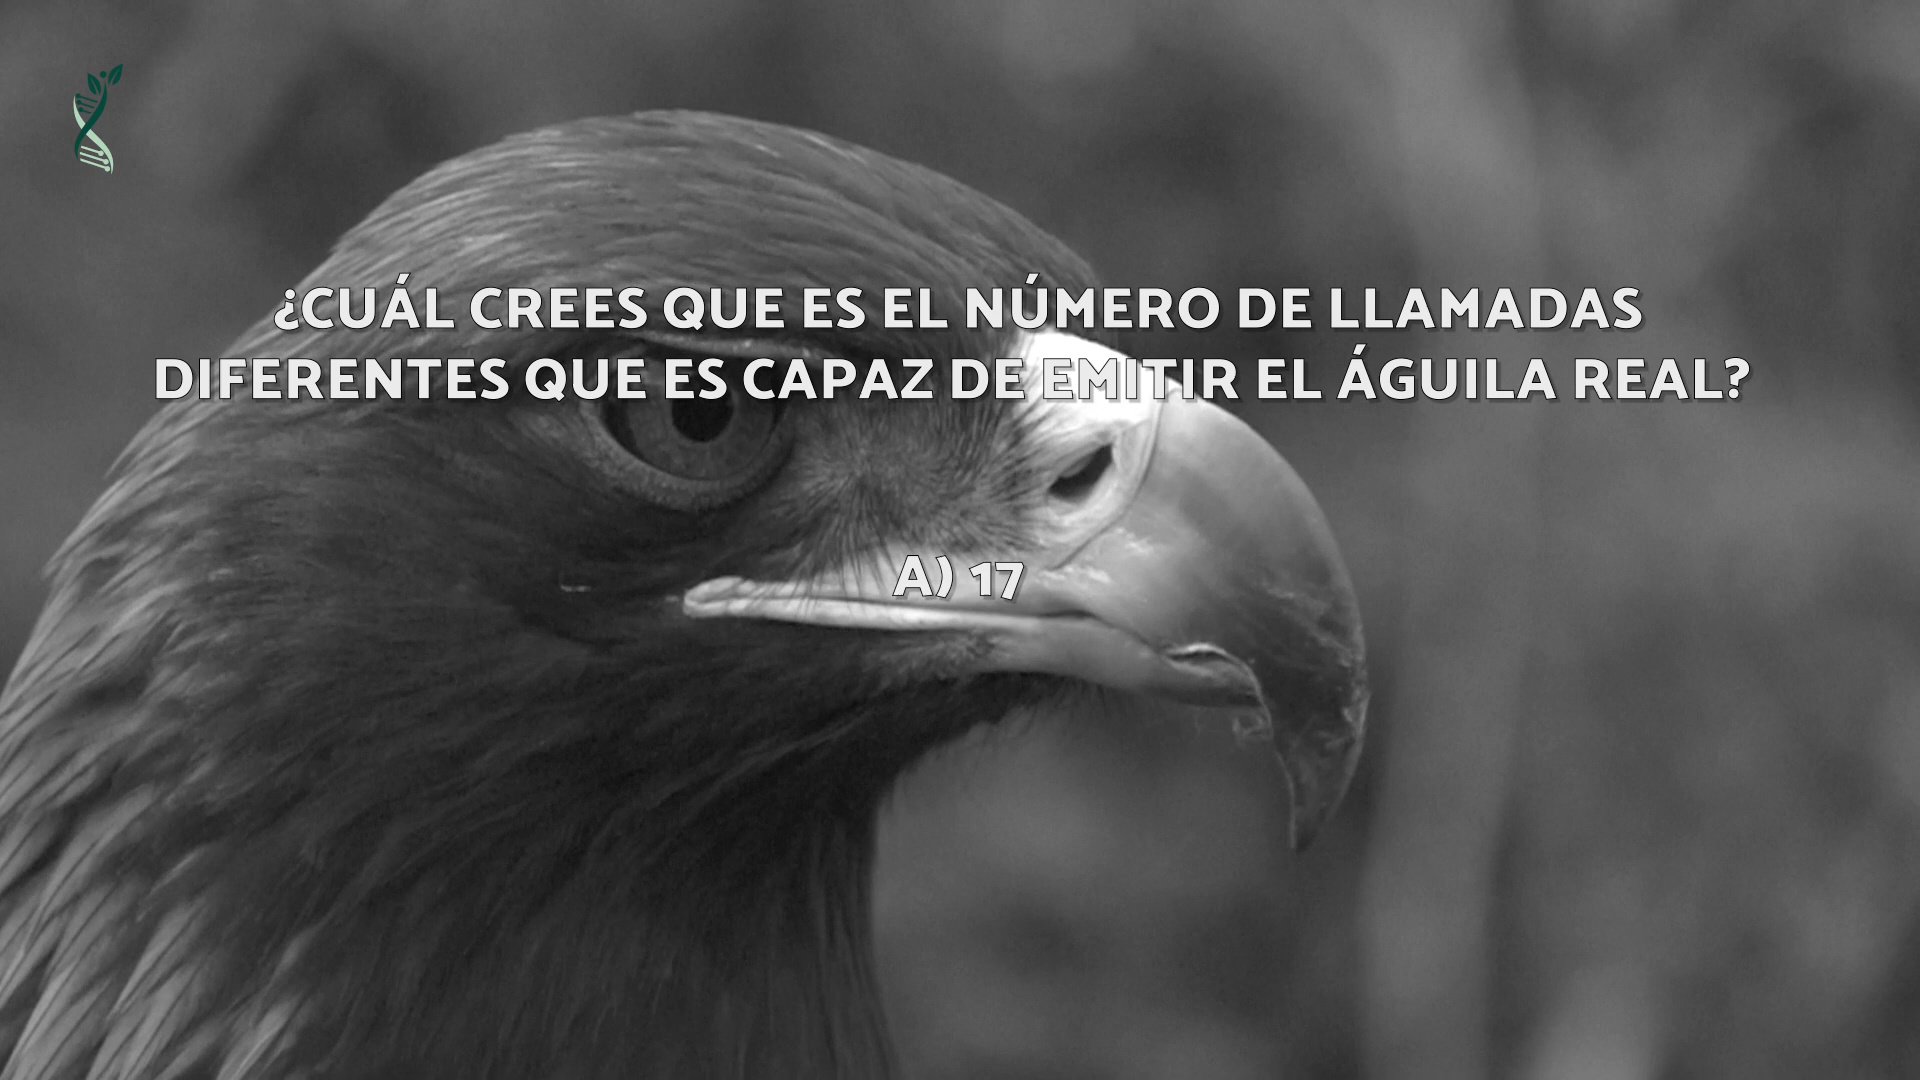 ¿CUÁL CREES QUE ES EL NÚMERO DE LLAMADAS
DIFERENTES QUE ES CAPAZ DE EMITIR EL ÁGUILA REAL?
A) 17